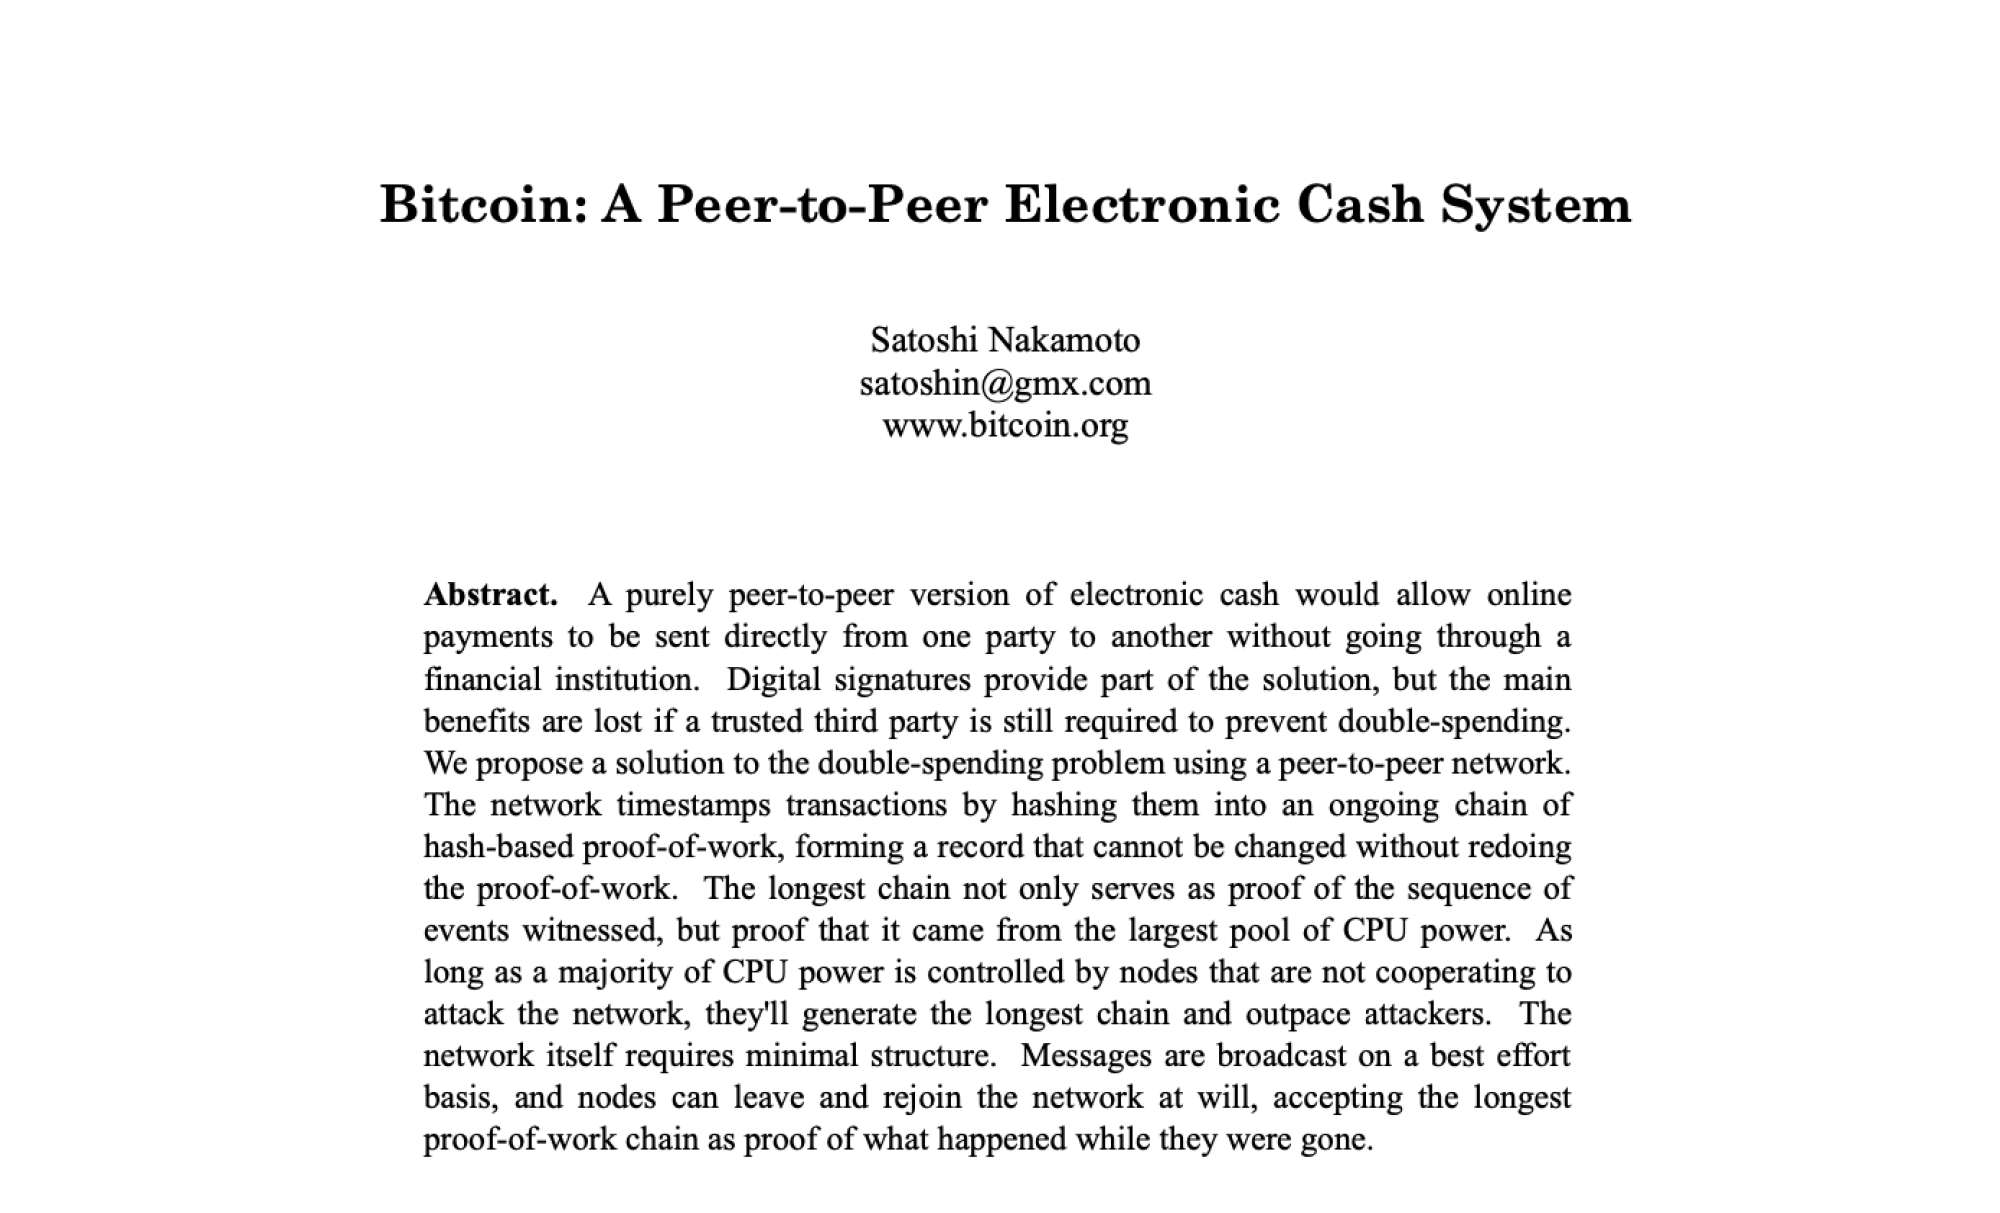 Bitcoin: A Peer-to-Peer Electronic Cash System
Satoshi Nakamoto
satoshin@gmx.com
www.bitcoin.org
Abstract. A purely peer-to-peer version of electronic cash would allow online
payments to be sent directly from one party to another without going through a
financial institution. Digital signatures provide part of the solution, but the main
benefits are lost if a trusted third party is still required to prevent double-spending.
We propose a solution to the double-spending problem using a peer-to-peer network.
The network timestamps transactions by hashing them into an ongoing chain of
hash-based proof-of-work, forming a record that cannot be changed without redoing
the proof-of-work. The longest chain not only serves as proof of the sequence of
events witnessed, but proof that it came from the largest pool of CPU power. As
long as a majority of CPU power is controlled by nodes that are not cooperating to
attack the network, they'll generate the longest chain and outpace attackers. The
network itself requires minimal structure. Messages are broadcast on a best effort
basis, and nodes can leave and rejoin the network at will, accepting the longest
proof-of-work chain as proof of what happened while they were gone.